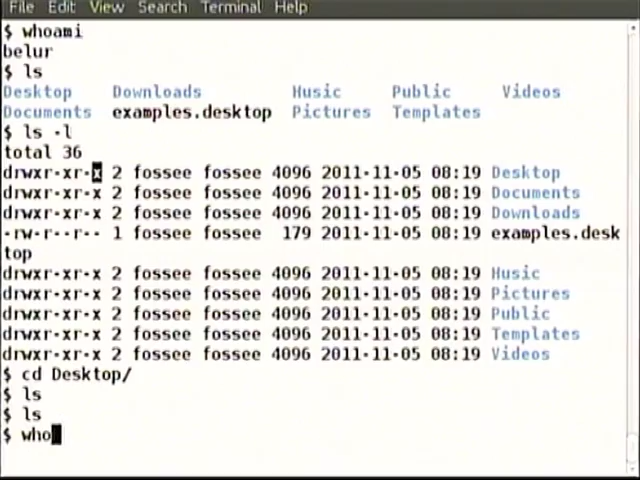 File Edit View Search Terminal Help
$ whoami
belur
$ ls
Desktop Downloads Husic Public Videos
Documents examples.desktop Pictures Templates
$ ls -l
total 36
drwxr-xr-x 2 fossee fossee 4096 2011-11-05 08:19 Desktop
drwxr-xr-x 2 fossee fossee 4096 2011-11-05 08:19 Documents
drwxr-xr-x 2 fossee fossee 4096 2011-11-05 08:19 Downloads
-rw-r--r-- 1 fossee fossee 179 2011-11-05 08:19 examples.desk
top
drwxr-xr-x 2 fossee fossee 4096 2011-11-05 08:19 Husic
drwxr-xr-x 2 fossee fossee 4096 2011-11-05 08:19 Pictures
drwxr-xr-x 2 fossee fossee 4096 2011-11-05 08:19 Public
drwxr-xr-x 2 fossee fossee 4096 2011-11-05 08:19 Templates
drwxr-xr-x 2 fossee fossee 4096 2011-11-05 08:19 Videos
$ cd Desktop/
$ ls
$ ls
$ who